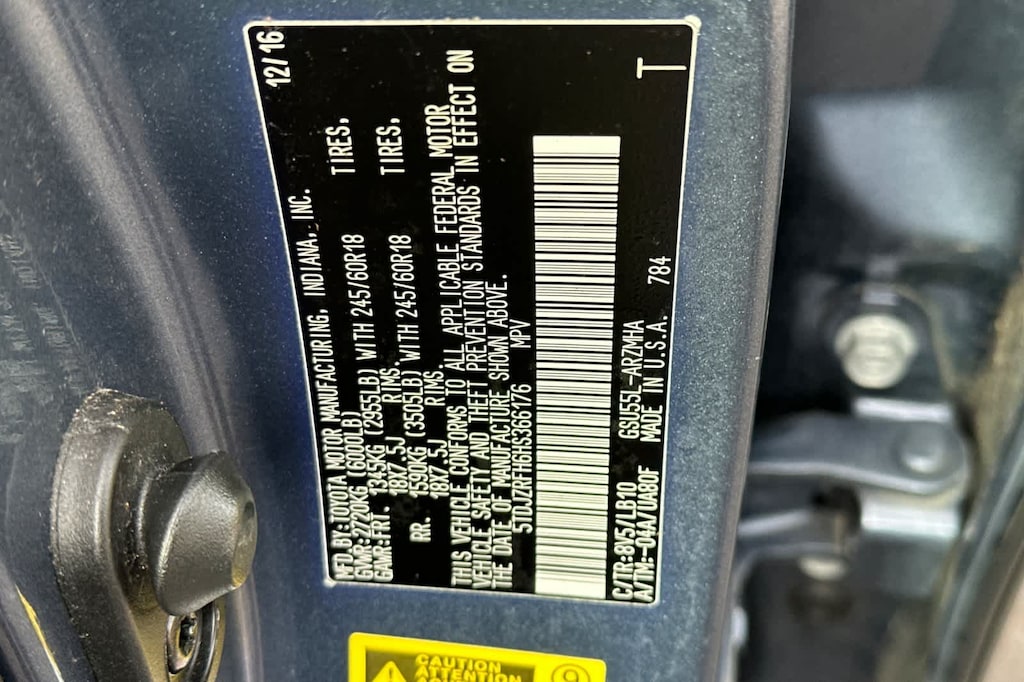 MFD.BY:TOYOTA MOTOR MANUFACTURING, INDIANA, INC. 12/16
GVWR:2720KG (6000LB)
GAWR:FRT. 1345KG (2955LB) WITH 245/60R18 TIRES,
18X7.5J RIMS.
RR. 1590KG (3505LB) WITH 245/60R18 TIRES,
18X7.5J RIMS.
THIS VEHICLE CONFORMS TO ALL APPLICABLE FEDERAL MOTOR
VEHICLE SAFETY AND THEFT PREVENTION STANDARDS IN EFFECT ON
THE DATE OF MANUFACTURE SHOWN ABOVE.
5TDJZRFHGHS366176 MPV
C/TR:8V5/LB10 GSU55L-ARZMHA
A/TM:-04A/UA80F MADE IN U.S.A. 784 T
CAUTION
ATTENTION